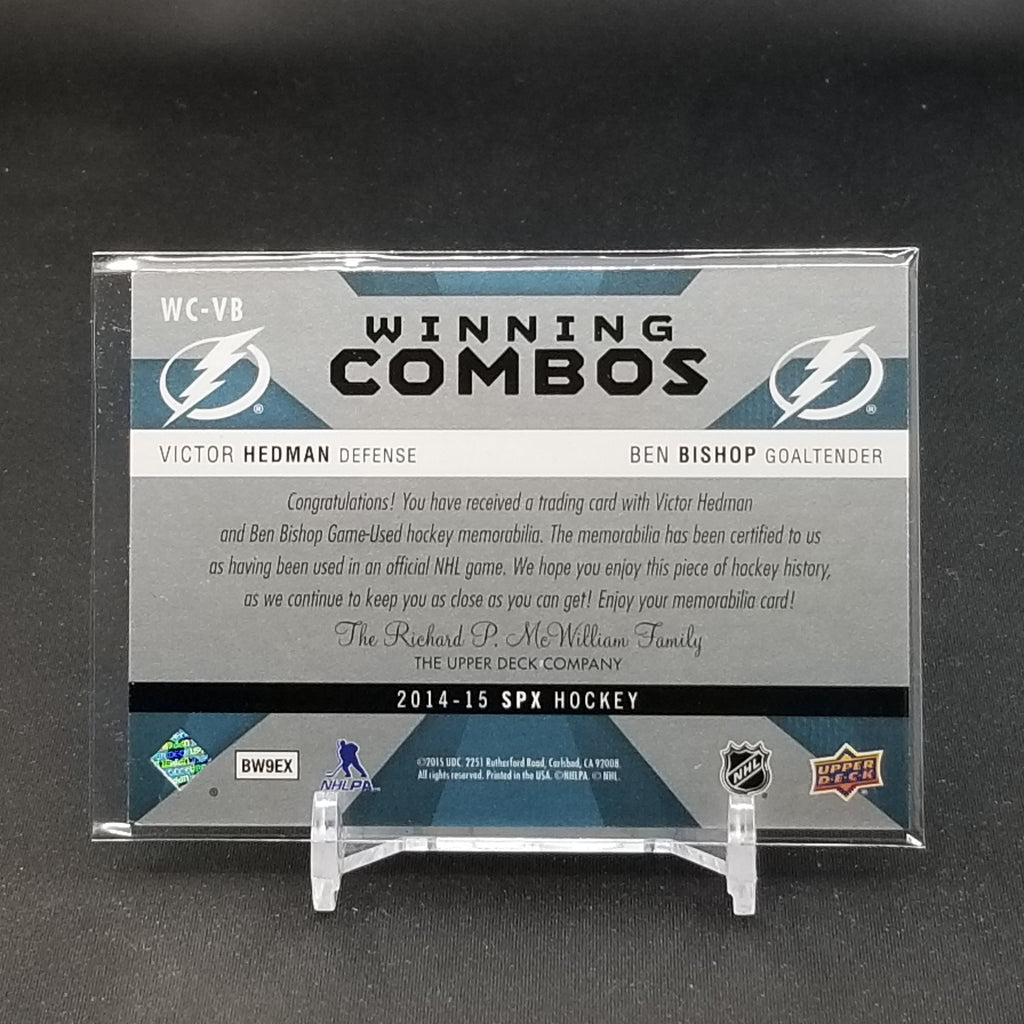 WC-VB
WINNING
COMBOS
®
®
VICTOR HEDMAN DEFENSE
BEN BISHOP GOALTENDER
Congratulations! You have received a trading card with Victor Hedman
and Ben Bishop Game-Used hockey memorabilia. The memorabilia has been certified to us
as having been used in an official NHL game. We hope you enjoy this piece of hockey history,
as we continue to keep you as close as you can get! Enjoy your memorabilia card!
The Richard P. McWilliam Family
THE UPPER DECK COMPANY
2014-15 SPX HOCKEY
BW9EX
NHLPA
©2015 UDC. 2251 Rutherford Road, Carlsbad, CA 92008.
All rights reserved. Printed in the USA. ©NHLPA. © NHL.
NHL
UPPER
DECK